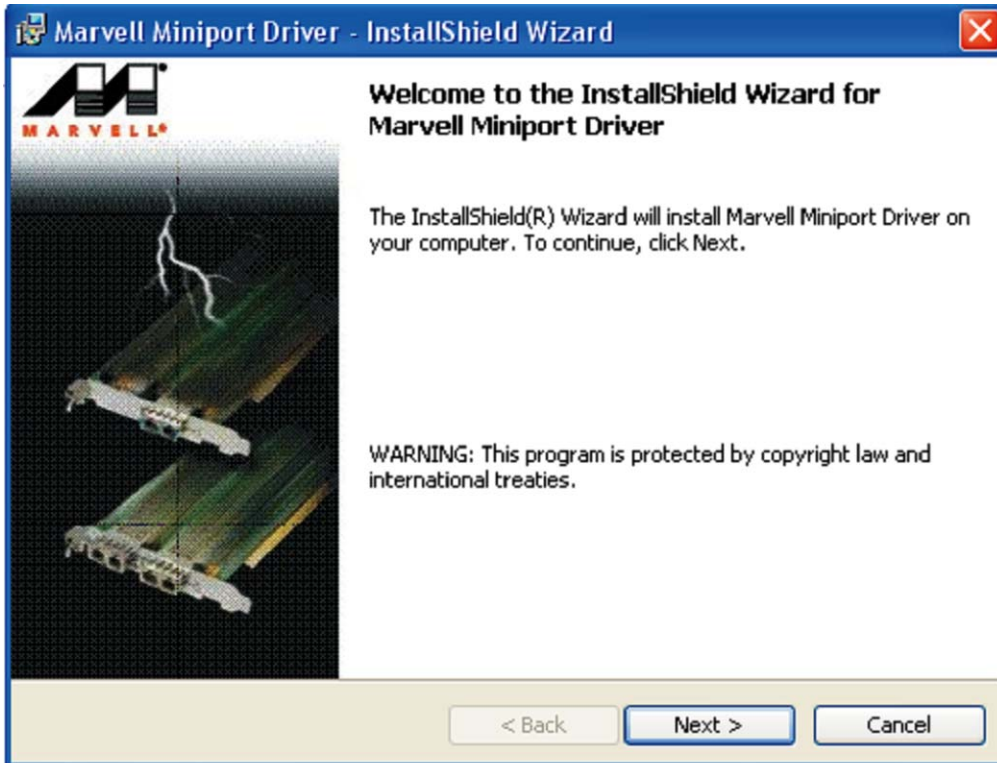 Marvell Miniport Driver - InstallShield Wizard
MARVELL®
Welcome to the InstallShield Wizard for
Marvell Miniport Driver
The InstallShield(R) Wizard will install Marvell Miniport Driver on
your computer. To continue, click Next.
WARNING: This program is protected by copyright law and
international treaties.
< Back
Next >
Cancel